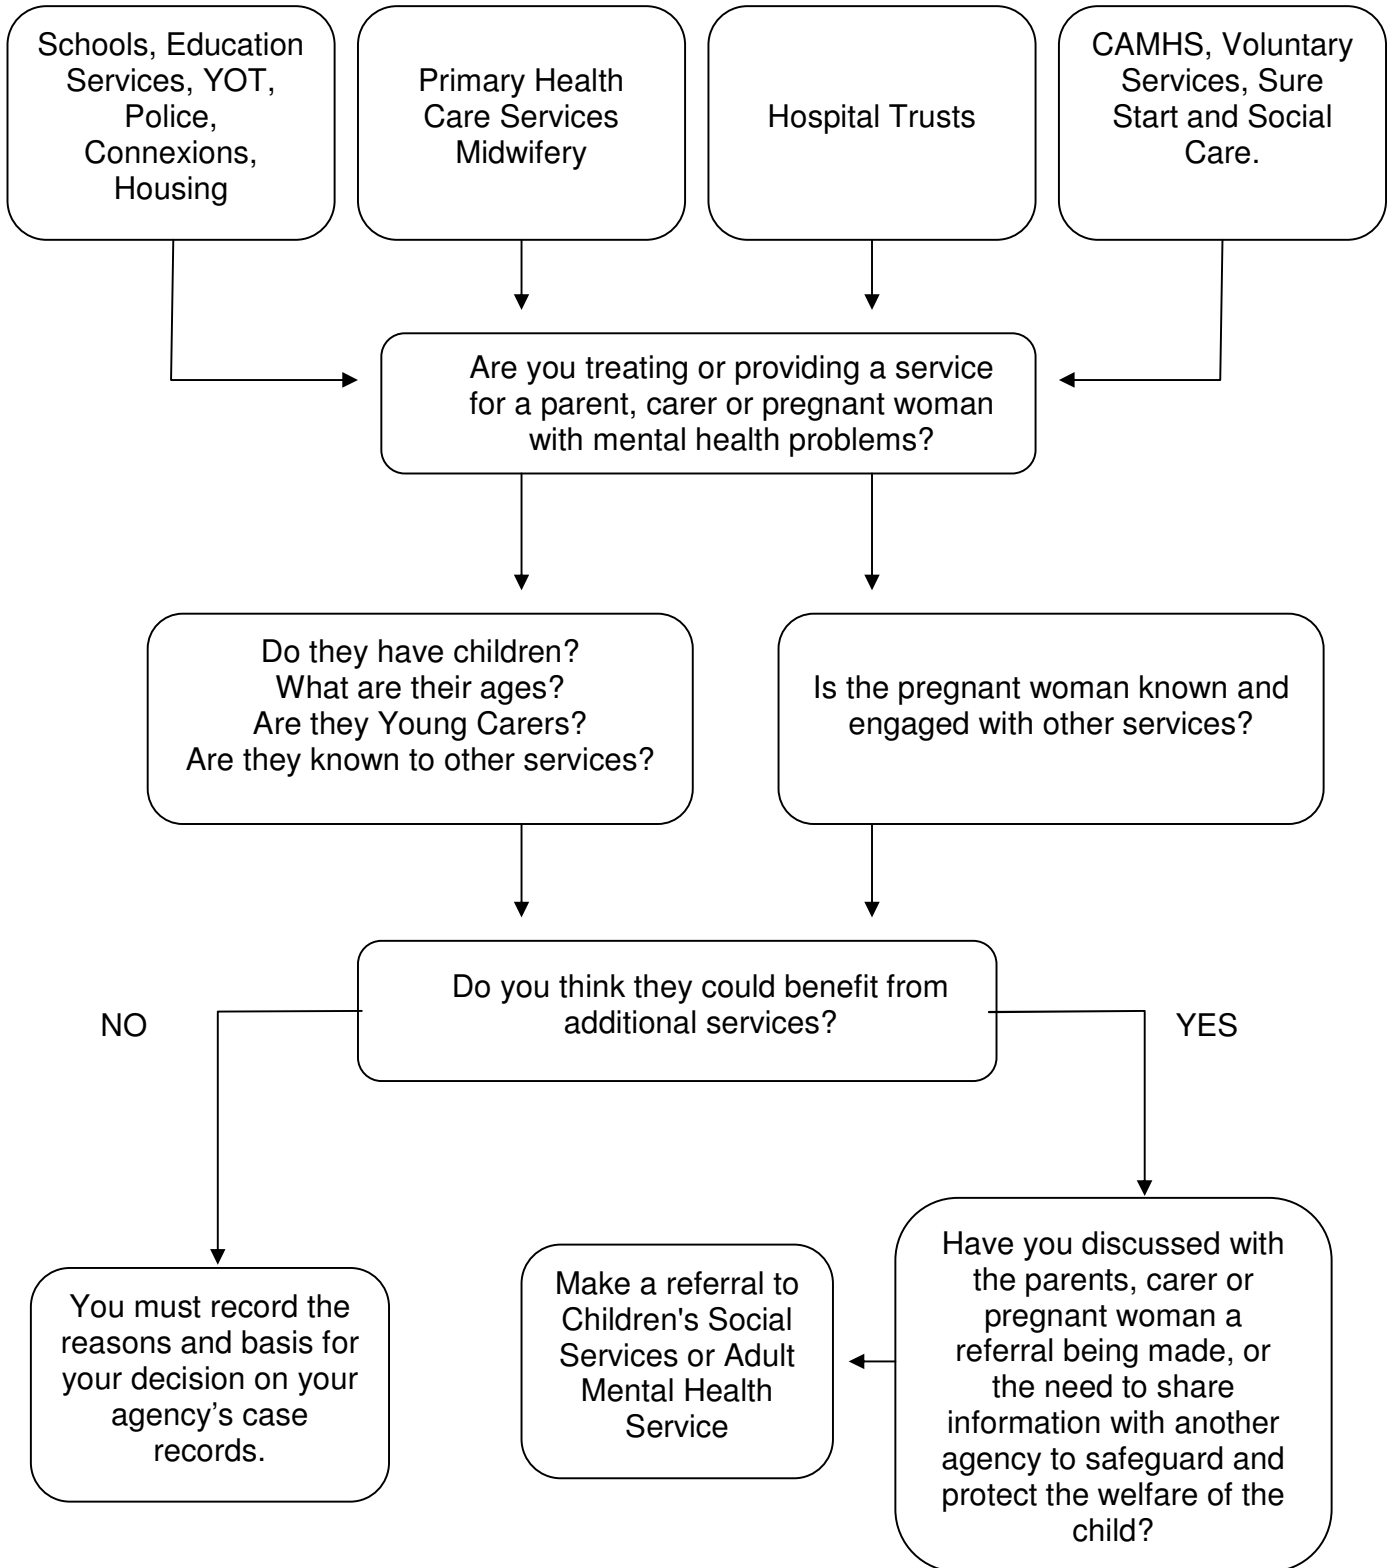 Schools, Education
Services, YOT,
Police,
Connexions,
Housing
Primary Health
Care Services
Midwifery
Hospital Trusts
CAMHS, Voluntary
Services, Sure
Start and Social
Care.
Are you treating or providing a service
for a parent, carer or pregnant woman
with mental health problems?
Do they have children?
What are their ages?
Are they Young Carers?
Are they known to other services?
Is the pregnant woman known and
engaged with other services?
Do you think they could benefit from
additional services?
NO
YES
You must record the
reasons and basis for
your decision on your
agency’s case
records.
Make a referral to
Children's Social
Services or Adult
Mental Health
Service
Have you discussed with
the parents, carer or
pregnant woman a
referral being made, or
the need to share
information with another
agency to safeguard and
protect the welfare of the
child?